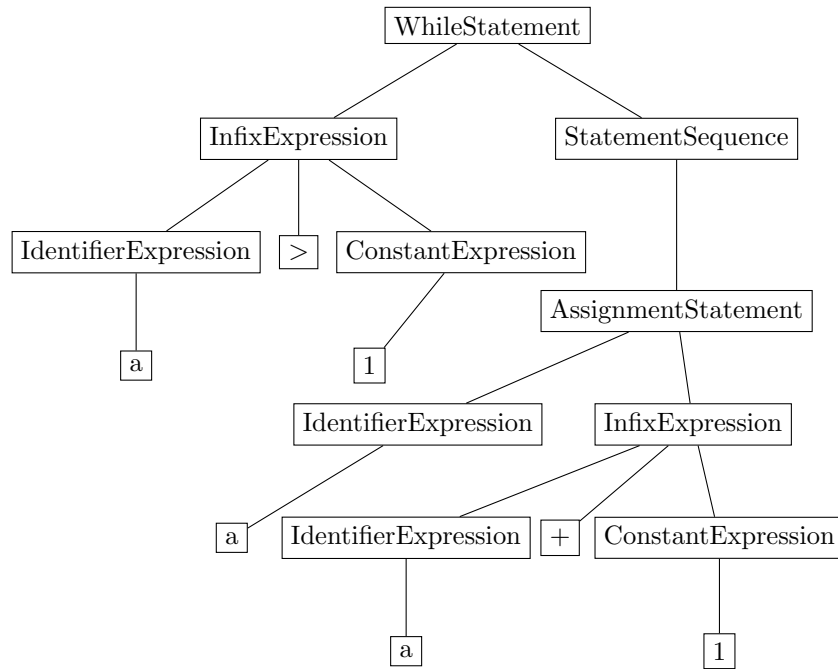 WhileStatement
InfixExpression StatementSequence
IdentifierExpression > ConstantExpression
AssignmentStatement
a 1
IdentifierExpression InfixExpression
a IdentifierExpression + ConstantExpression
a 1